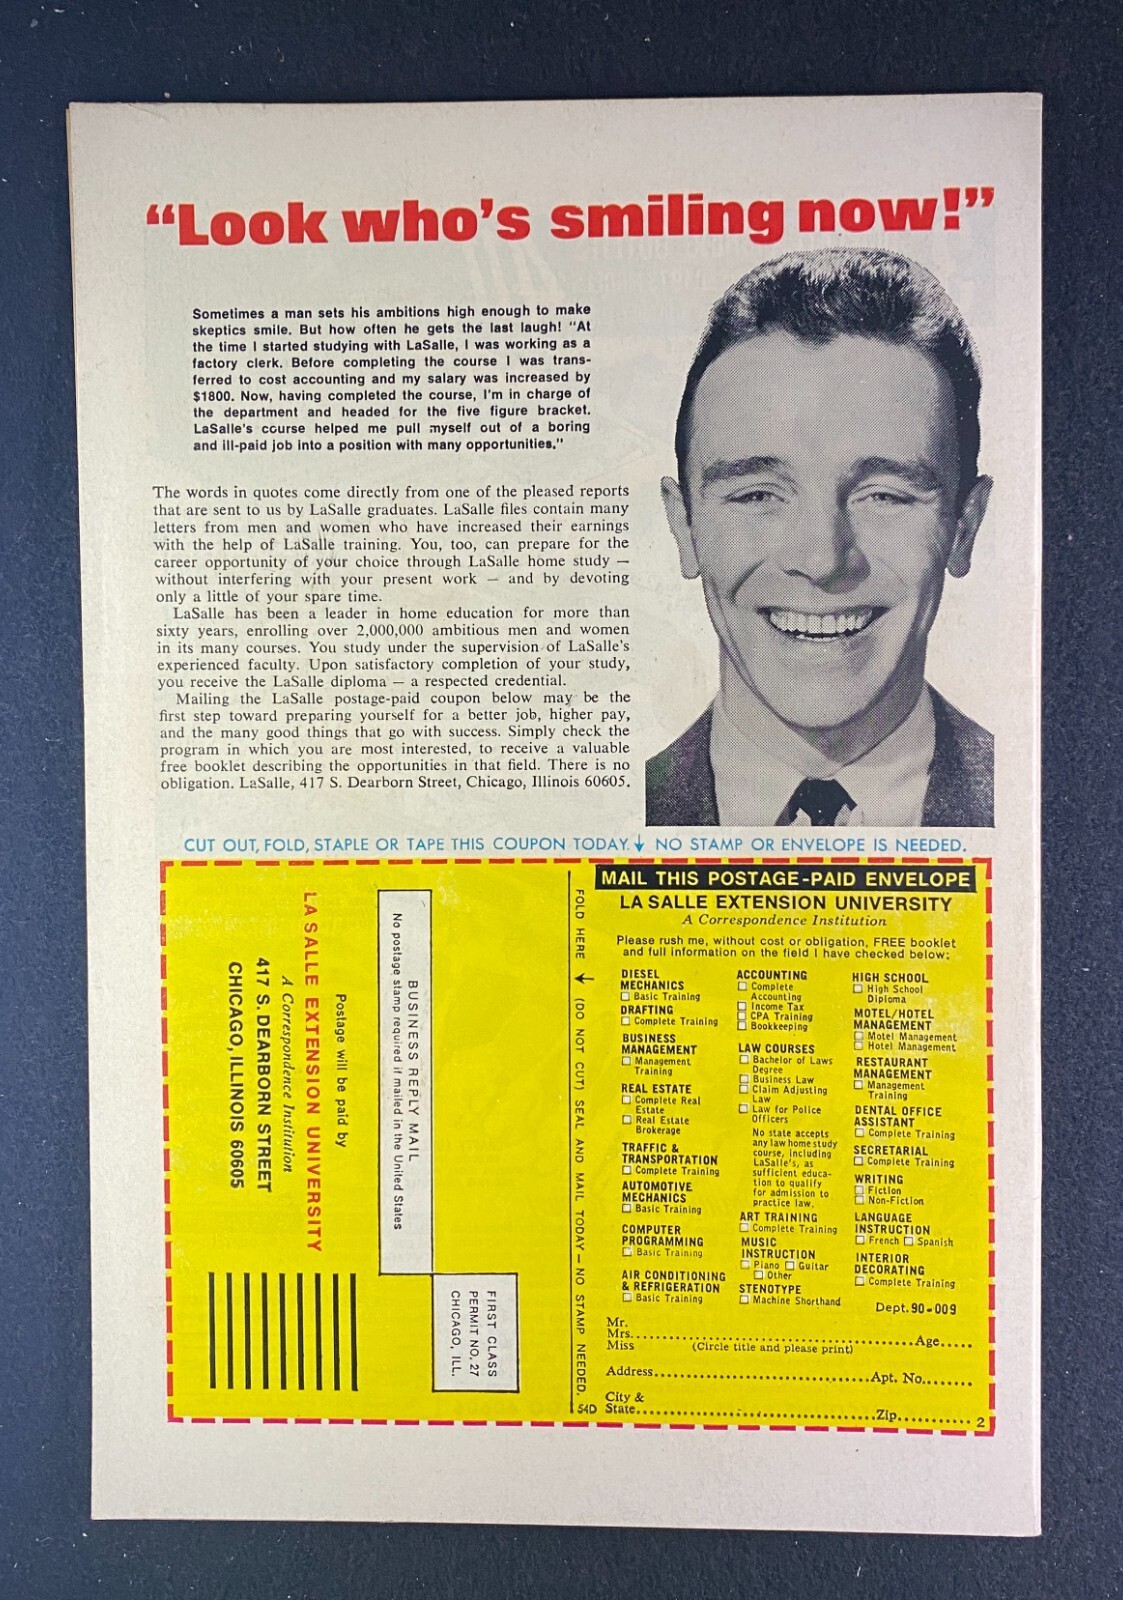 “Look who’s smiling now!”
Sometimes a man sets his ambitions high enough to make
skeptics smile. But how often he gets the last laugh! "At
the time I started studying with LaSalle, I was working as a
factory clerk. Before completing the course I was trans-
ferred to cost accounting and my salary was increased by
$1800. Now, having completed the course, I'm in charge of
the department and headed for the five figure bracket.
LaSalle's course helped me pull myself out of a boring
and ill-paid job into a position with many opportunities."
The words in quotes come directly from one of the pleased reports
that are sent to us by LaSalle graduates. LaSalle files contain many
letters from men and women who have increased their earnings
with the help of LaSalle training. You, too, can prepare for the
career opportunity of your choice through LaSalle home study —
without interfering with your present work — and by devoting
only a little of your spare time.
LaSalle has been a leader in home education for more than
sixty years, enrolling over 2,000,000 ambitious men and women
in its many courses. You study under the supervision of LaSalle's
experienced faculty. Upon satisfactory completion of your study,
you receive the LaSalle diploma — a respected credential.
Mailing the LaSalle postage-paid coupon below may be the
first step toward preparing yourself for a better job, higher pay,
and the many good things that go with success. Simply check the
program in which you are most interested, to receive a valuable
free booklet describing the opportunities in that field. There is no
obligation. LaSalle, 417 S. Dearborn Street, Chicago, Illinois 60605.
CUT OUT, FOLD, STAPLE OR TAPE THIS COUPON TODAY. ↓ NO STAMP OR ENVELOPE IS NEEDED.
FIRST CLASS
PERMIT NO. 27
CHICAGO, ILL.
BUSINESS REPLY MAIL
No postage stamp required if mailed in the United States
Postage will be paid by
LA SALLE EXTENSION UNIVERSITY
A Correspondence Institution
417 S. DEARBORN STREET
CHICAGO, ILLINOIS 60605
FOLD HERE → (DO NOT CUT) SEAL AND MAIL TODAY — NO STAMP NEEDED.
54D
MAIL THIS POSTAGE-PAID ENVELOPE
LA SALLE EXTENSION UNIVERSITY
A Correspondence Institution
Please rush me, without cost or obligation, FREE booklet
and full information on the field I have checked below:
DIESEL
MECHANICS
☐ Basic Training
DRAFTING
☐ Complete Training
BUSINESS
MANAGEMENT
☐ Management
Training
REAL ESTATE
☐ Complete Real
Estate
☐ Real Estate
Brokerage
TRAFFIC &
TRANSPORTATION
☐ Complete Training
AUTOMOTIVE
MECHANICS
☐ Basic Training
COMPUTER
PROGRAMMING
☐ Basic Training
AIR CONDITIONING
& REFRIGERATION
☐ Basic Training
ACCOUNTING
☐ Complete
Accounting
☐ Income Tax
☐ CPA Training
☐ Bookkeeping
LAW COURSES
☐ Bachelor of Laws
Degree
☐ Business Law
☐ Claim Adjusting
Law
☐ Law for Police
Officers
No state accepts
any law home study
course, including
LaSalle's, as
sufficient educa-
tion to qualify
for admission to
practice law.
ART TRAINING
☐ Complete Training
MUSIC
INSTRUCTION
☐ Piano ☐ Guitar
☐ Other
STENOTYPE
☐ Machine Shorthand
HIGH SCHOOL
☐ High School
Diploma
MOTEL/HOTEL
MANAGEMENT
☐ Motel Management
☐ Hotel Management
RESTAURANT
MANAGEMENT
☐ Management
Training
DENTAL OFFICE
ASSISTANT
☐ Complete Training
SECRETARIAL
☐ Complete Training
WRITING
☐ Fiction
☐ Non-Fiction
LANGUAGE
INSTRUCTION
☐ French ☐ Spanish
INTERIOR
DECORATING
☐ Complete Training
Dept. 90-009
Mr.
Mrs. Age
Miss (Circle title and please print)
Address Apt. No.
City &
State Zip 2